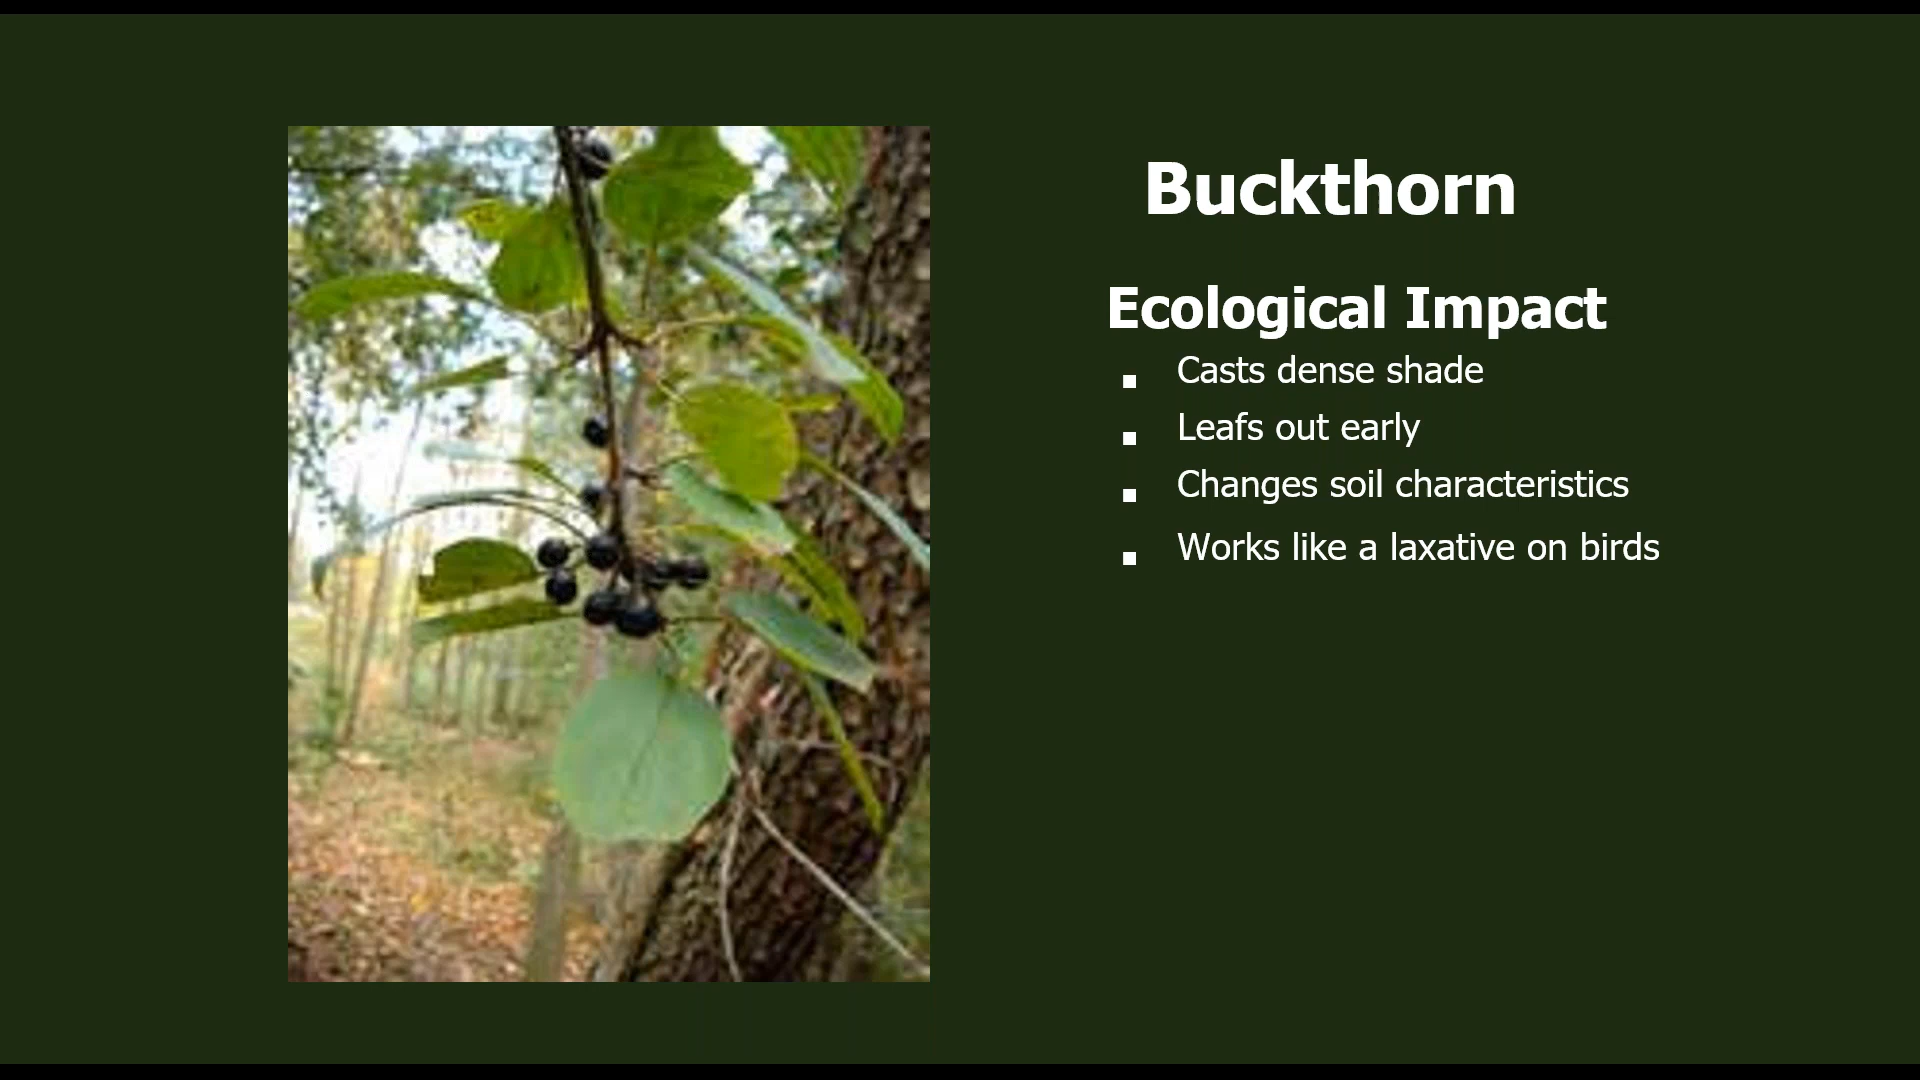 Buckthorn
Ecological Impact
▪ Casts dense shade
▪ Leafs out early
▪ Changes soil characteristics
▪ Works like a laxative on birds